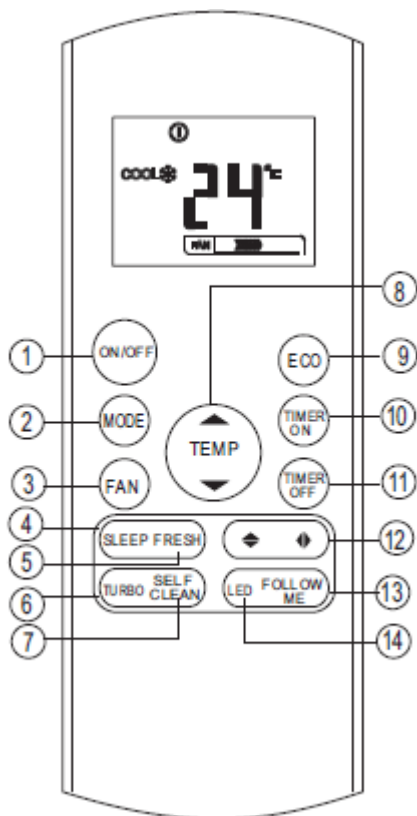 COOL 24 °C
FAN
8
1 ON/OFF ECO 9
2 MODE TEMP TIMER ON 10
3 FAN TIMER OFF 11
4 SLEEP FRESH 12
5
6 TURBO SELF CLEAN LED FOLLOW ME 13
7 14